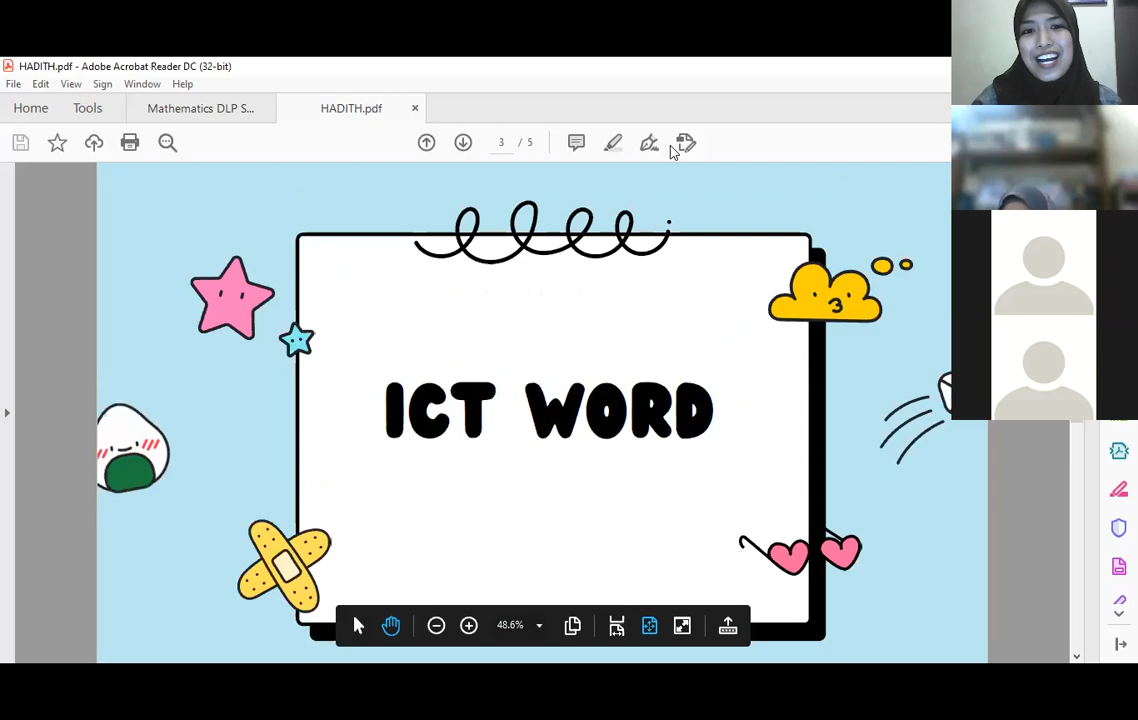 HADITH.pdf - Adobe Acrobat Reader DC (32-bit)
File Edit View Sign Window Help
Home Tools Mathematics DLP S... HADITH.pdf ×
3 / 5
ICT WORD
48.6%